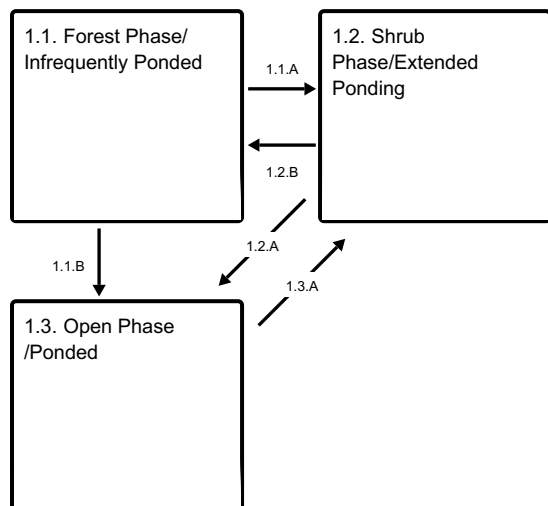 1.1. Forest Phase/
Infrequently Ponded
1.1.A
1.2. Shrub
Phase/Extended
Ponding
1.2.B
1.1.B
1.2.A
1.3.A
1.3. Open Phase
/Ponded